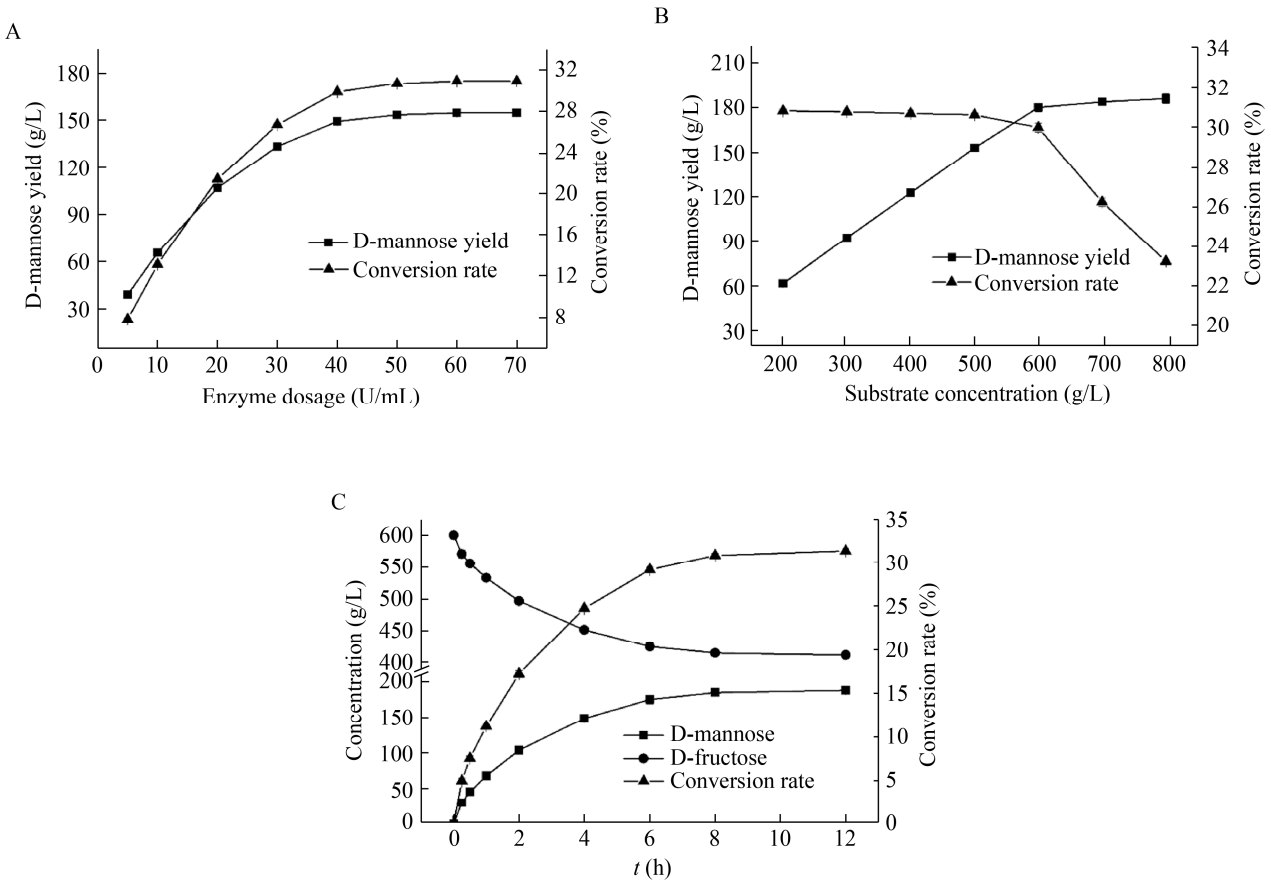 A
180
150
120
90
60
30
D-mannose yield (g/L)
32
28
24
20
16
12
8
Conversion rate (%)
D-mannose yield
Conversion rate
0 10 20 30 40 50 60 70
Enzyme dosage (U/mL)
B
210
180
150
120
90
60
30
D-mannose yield (g/L)
34
32
30
28
26
24
22
20
Conversion rate (%)
D-mannose yield
Conversion rate
200 300 400 500 600 700 800
Substrate concentration (g/L)
C
600
550
500
450
400
200
150
100
50
0
Concentration (g/L)
35
30
25
20
15
10
5
0
Conversion rate (%)
D-mannose
D-fructose
Conversion rate
0 2 4 6 8 10 12
t (h)